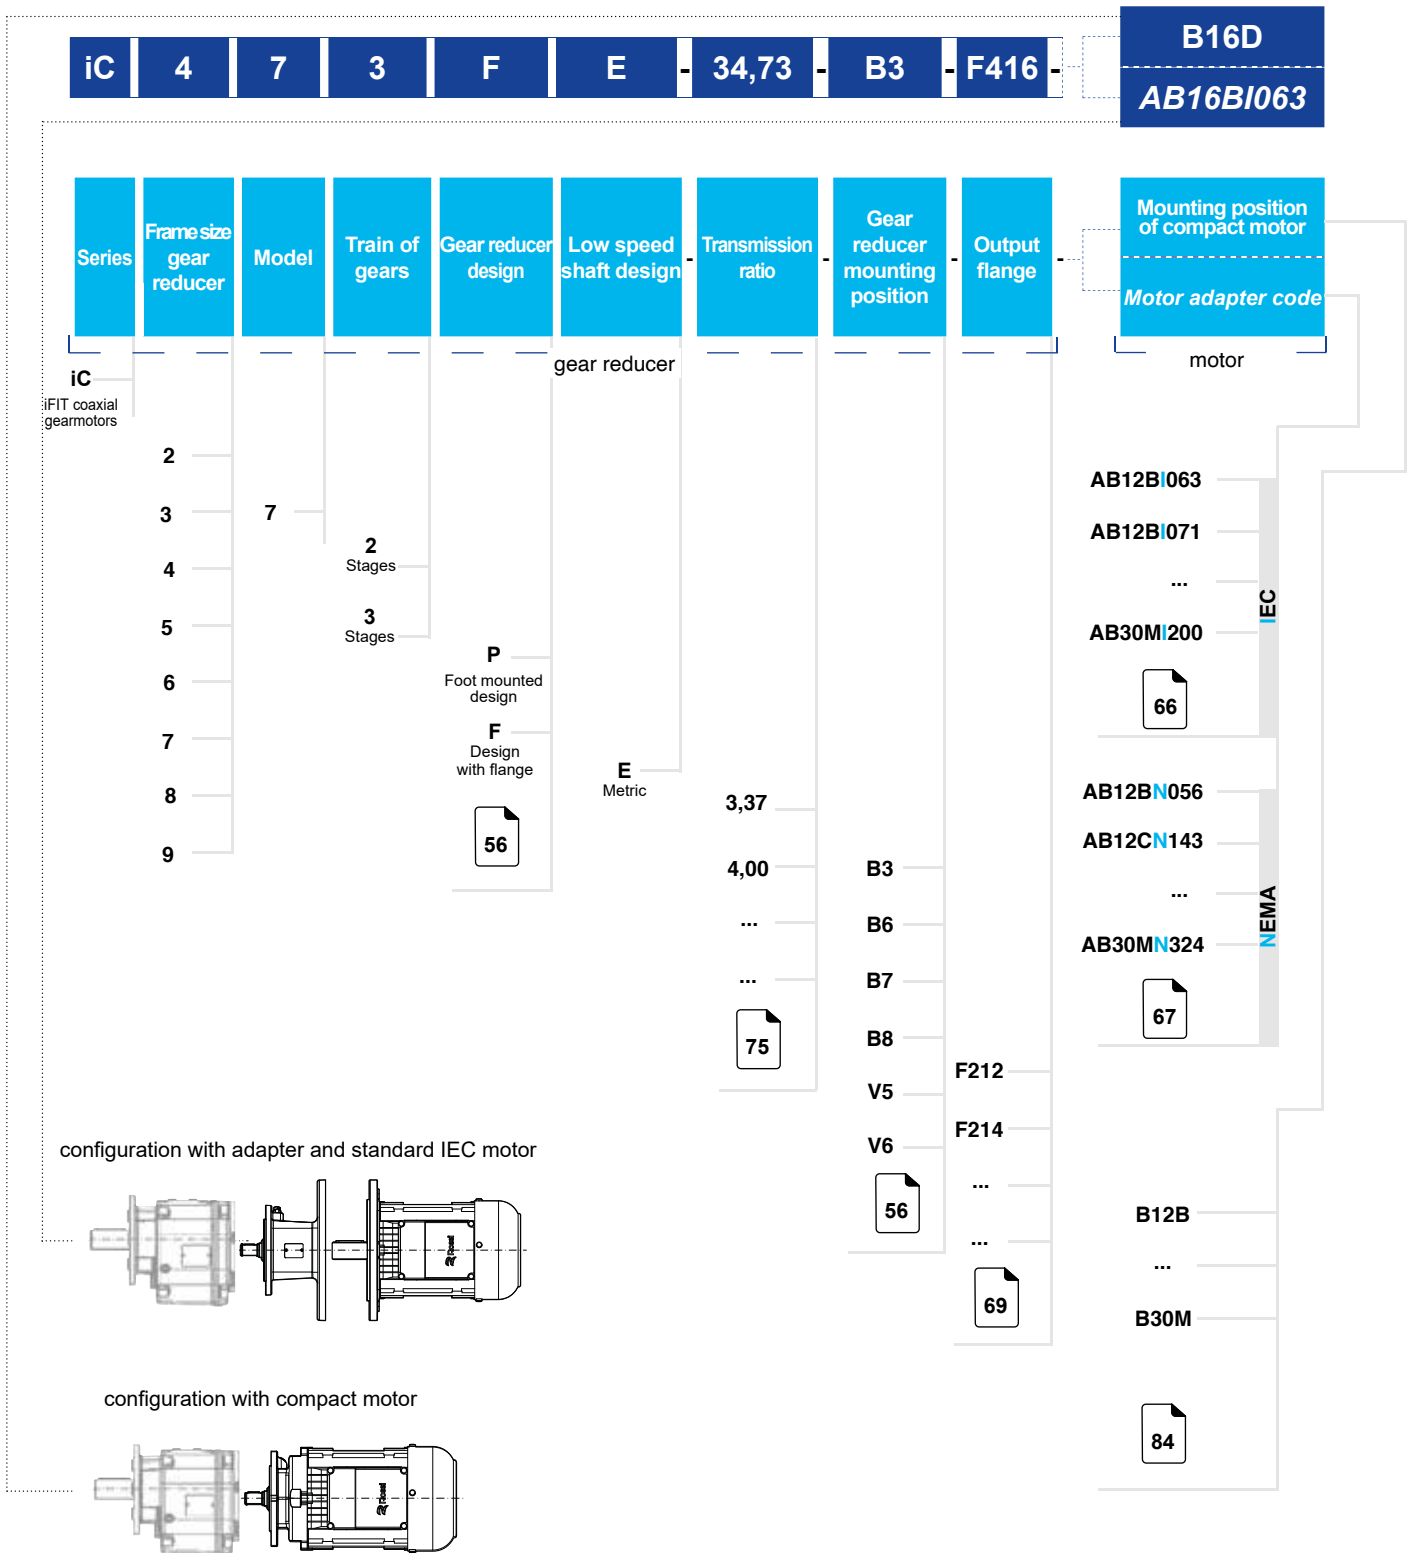 iC 4 7 3 F E - 34,73 - B3 - F416 -
B16D
AB16BI063
Series
Frame size
gear
reducer
Model
Train of
gears
Gear reducer
design
Low speed
shaft design
-
Transmission
ratio
-
Gear
reducer
mounting
position
-
Output
flange
-
Mounting position
of compact motor
Motor adapter code
gear reducer
motor
iC
iFIT coaxial
gearmotors
2
3
4
5
6
7
8
9
7
2
Stages
3
Stages
P
Foot mounted
design
F
Design
with flange
56
E
Metric
3,37
4,00
...
...
75
B3
B6
B7
B8
V5
V6
56
F212
F214
...
...
69
AB12BI063
AB12BI071
...
AB30MI200
IEC
66
AB12BN056
AB12CN143
...
AB30MN324
NEMA
67
B12B
...
B30M
84
configuration with adapter and standard IEC motor
Rossi
configuration with compact motor
Rossi